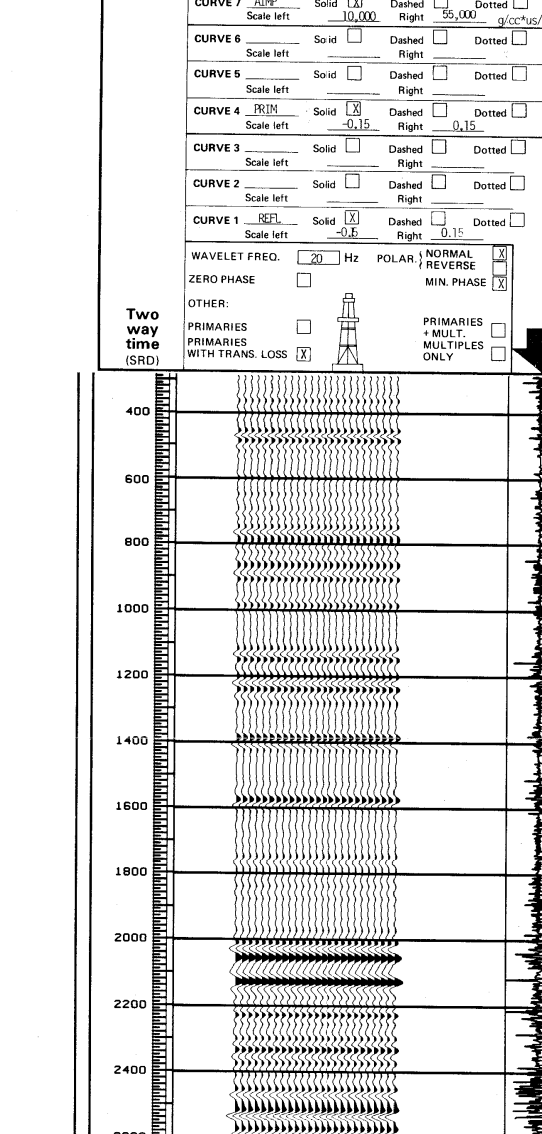 CURVE 7 AIMP Solid X Dashed Dotted
Scale left 10,000 Right 55,000 g/cc*us/
CURVE 6 Solid Dashed Dotted
Scale left Right
CURVE 5 Solid Dashed Dotted
Scale left Right
CURVE 4 PRIM Solid X Dashed Dotted
Scale left -0.15 Right 0.15
CURVE 3 Solid Dashed Dotted
Scale left Right
CURVE 2 Solid Dashed Dotted
Scale left Right
CURVE 1 REFL Solid X Dashed Dotted
Scale left Right 0.15
WAVELET FREQ. 20 Hz POLAR. { NORMAL X
REVERSE
ZERO PHASE MIN. PHASE X
OTHER:
PRIMARIES
PRIMARIES
WITH TRANS. LOSS X
PRIMARIES
+ MULT.
MULTIPLES
ONLY
Two
way
time
(SRD)
400
600
800
1000
1200
1400
1600
1800
2000
2200
2400